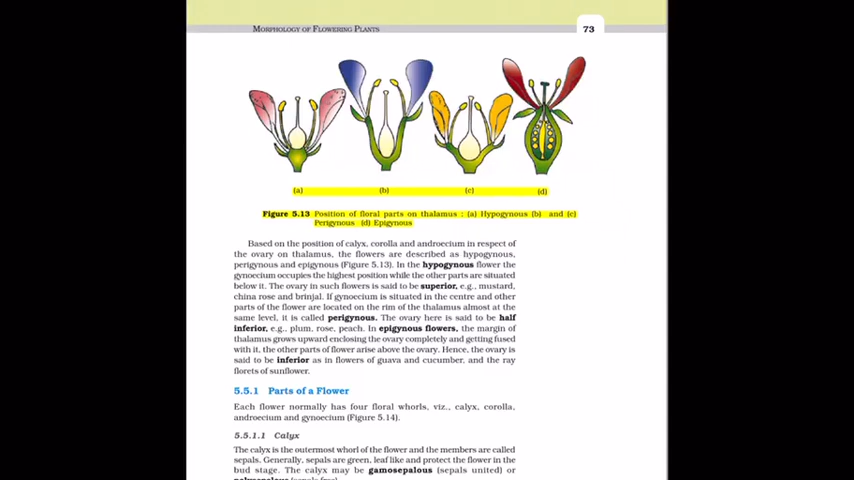 MORPHOLOGY OF FLOWERING PLANTS 73
(a) (b) (c) (d)
Figure 5.13 Position of floral parts on thalamus : (a) Hypogynous (b) and (c)
Perigynous (d) Epigynous
Based on the position of calyx, corolla and androecium in respect of
the ovary on thalamus, the flowers are described as hypogynous,
perigynous and epigynous (Figure 5.13). In the hypogynous flower the
gynoecium occupies the highest position while the other parts are situated
below it. The ovary in such flowers is said to be superior, e.g., mustard,
china rose and brinjal. If gynoecium is situated in the centre and other
parts of the flower are located on the rim of the thalamus almost at the
same level, it is called perigynous. The ovary here is said to be half
inferior, e.g., plum, rose, peach. In epigynous flowers, the margin of
thalamus grows upward enclosing the ovary completely and getting fused
with it, the other parts of flower arise above the ovary. Hence, the ovary is
said to be inferior as in flowers of guava and cucumber, and the ray
florets of sunflower.
5.5.1 Parts of a Flower
Each flower normally has four floral whorls, viz., calyx, corolla,
androecium and gynoecium (Figure 5.14).
5.5.1.1 Calyx
The calyx is the outermost whorl of the flower and the members are called
sepals. Generally, sepals are green, leaf like and protect the flower in the
bud stage. The calyx may be gamosepalous (sepals united) or